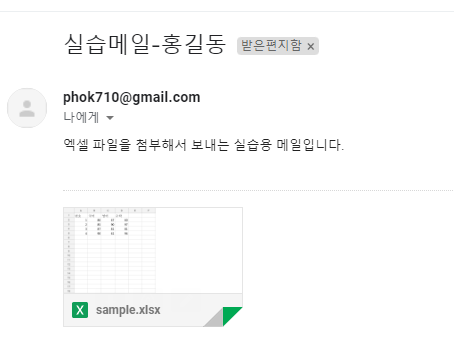 실습메일-홍길동 받은편지함 ×
phok710@gmail.com
나에게
엑셀 파일을 첨부해서 보내는 실습용 메일입니다.
sample.xlsx